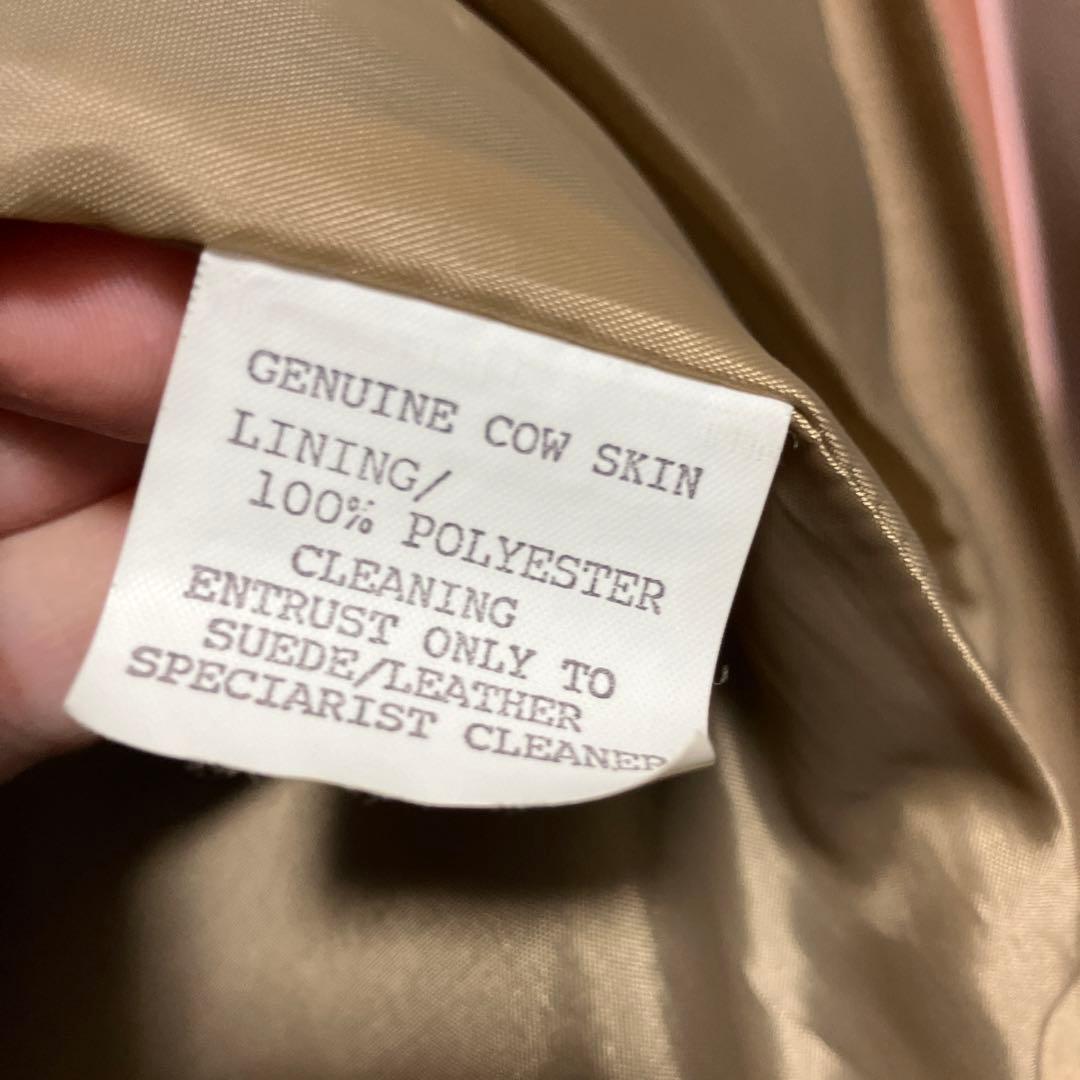 GENUINE COW SKIN
LINING/
100% POLYESTER
CLEANING
ENTRUST ONLY TO
SUEDE/LEATHER
SPECIARIST CLEANER